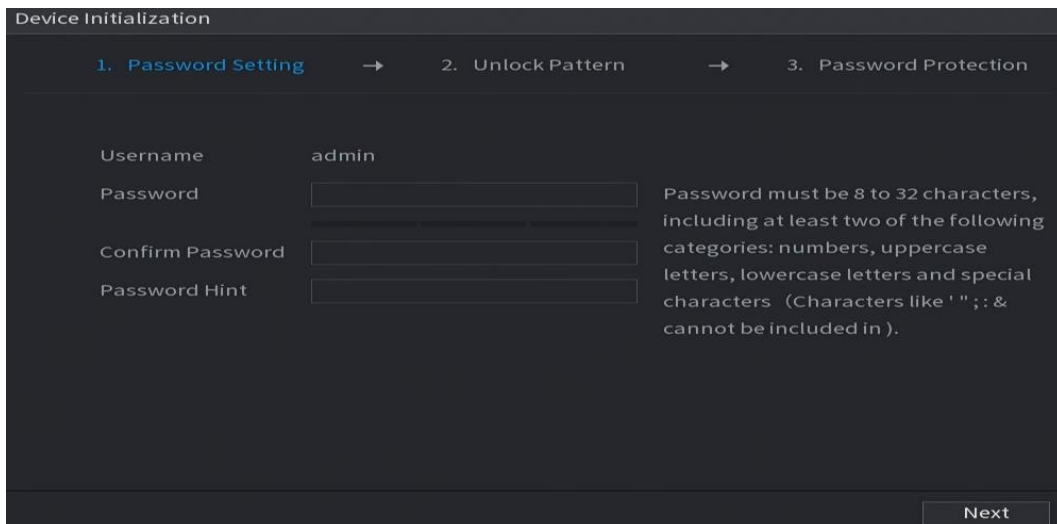 Device Initialization
1. Password Setting → 2. Unlock Pattern → 3. Password Protection
Username admin
Password
Confirm Password
Password Hint
Password must be 8 to 32 characters,
including at least two of the following
categories: numbers, uppercase
letters, lowercase letters and special
characters（Characters like ' " ; : &
cannot be included in ).
Next